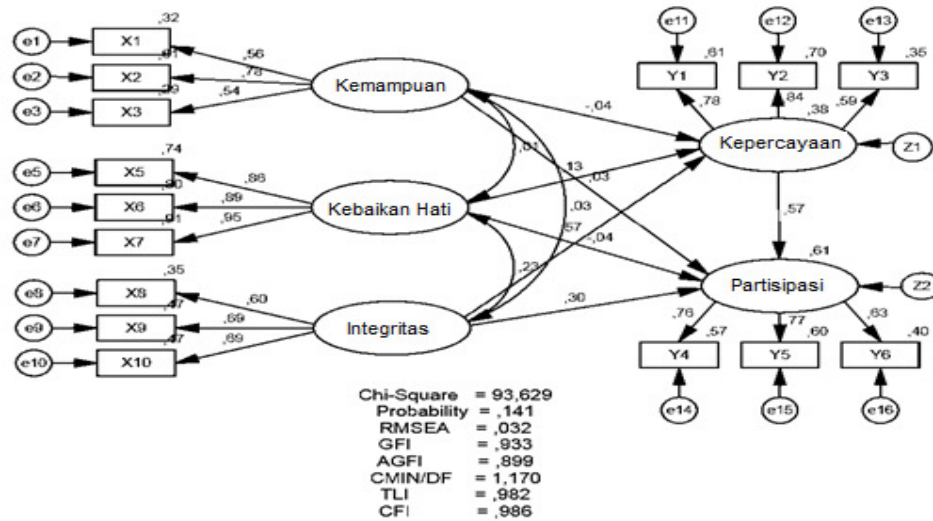 ,32
e1 X1 ,56
e2 X2 ,78
e3 X3 ,54
Kemampuan
,74
e5 X5 ,86
e6 X6 ,89
e7 X7 ,95
Kebaikan Hati
,35
e8 X8 ,60
e9 X9 ,69
e10 X10 ,69
Integritas
e11 e12 e13
,61 ,70 ,35
Y1 Y2 Y3
,78 ,84 ,38 ,59
Kepercayaan
Z1
-,04
,01
,13
,03
,03
,57
-,04
,23
,30
,57
,61
Partisipasi
Z2
,76 ,77 ,63
,57 ,60 ,40
Y4 Y5 Y6
e14 e15 e16
Chi-Square = 93,629
Probability = ,141
RMSEA = ,032
GFI = ,933
AGFI = ,899
CMIN/DF = 1,170
TLI = ,982
CFI = ,986